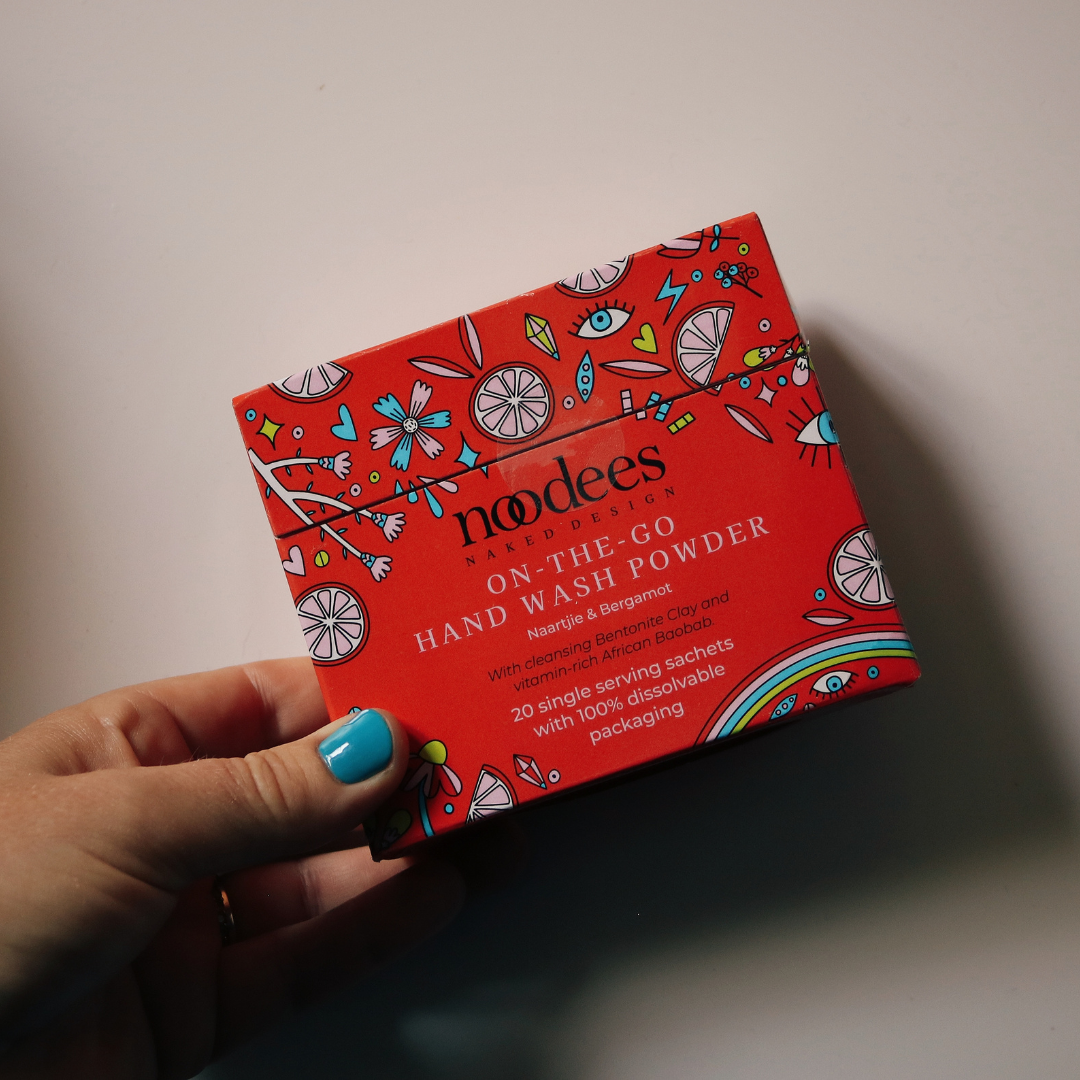 noodees
NAKED DESIGN
ON-THE-GO
HAND WASH POWDER
Naartjie & Bergamot
With cleansing Bentonite Clay and
vitamin-rich African Baobab.
20 single serving sachets
with 100% dissolvable
packaging